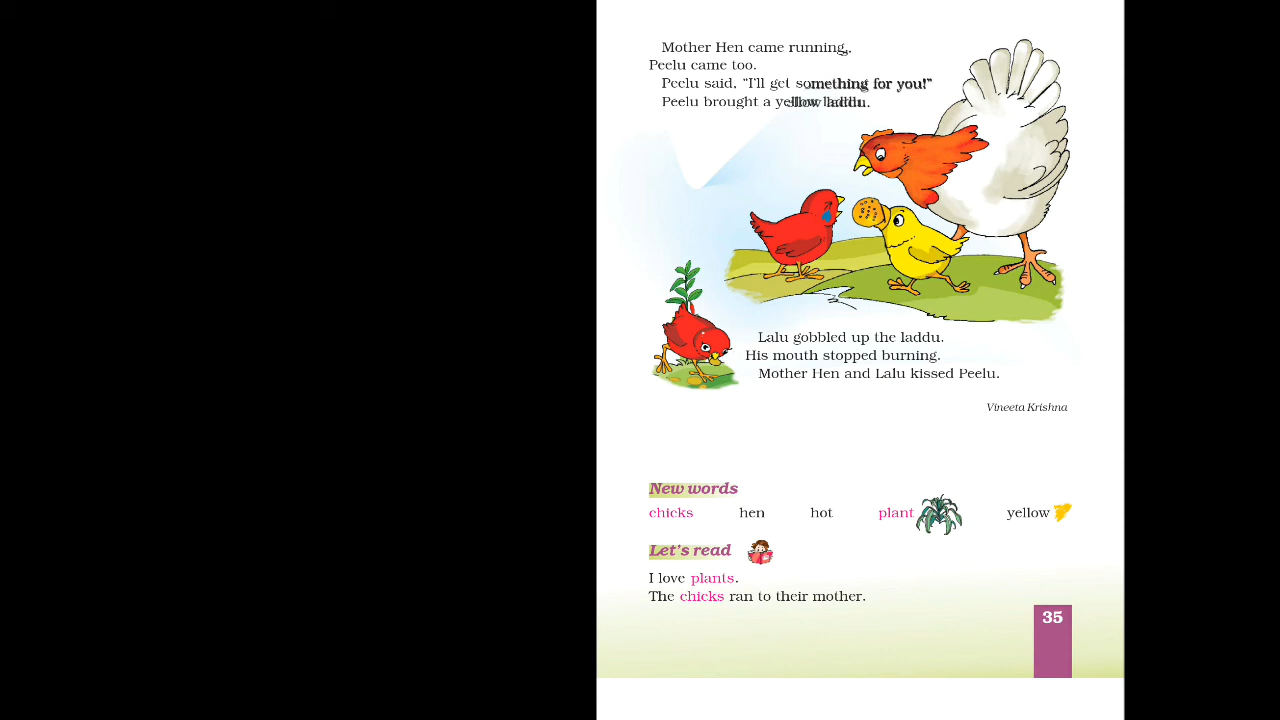 Mother Hen came running.
Peelu came too.
Peelu said, “I’ll get something for you!”
Peelu brought a yellow laddu.
Lalu gobbled up the laddu.
His mouth stopped burning.
Mother Hen and Lalu kissed Peelu.
Vineeta Krishna
New words
chicks hen hot plant yellow
Let’s read
I love plants.
The chicks ran to their mother.
35